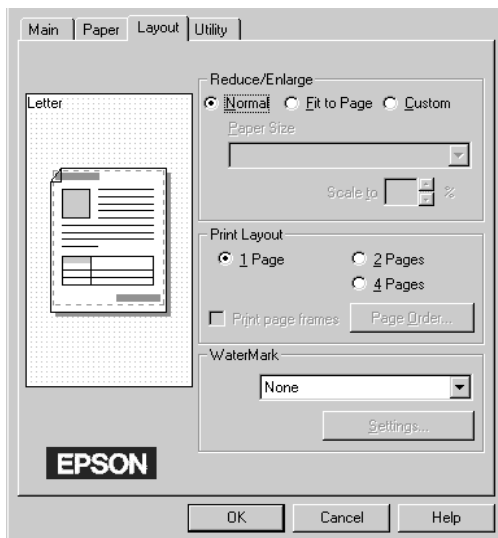 Main Paper Layout Utility
Letter
Reduce/Enlarge
Normal Fit to Page Custom
Paper Size
Scale to %
Print Layout
1 Page 2 Pages
4 Pages
Print page frames Page Order...
WaterMark
None
Settings...
EPSON
OK Cancel Help